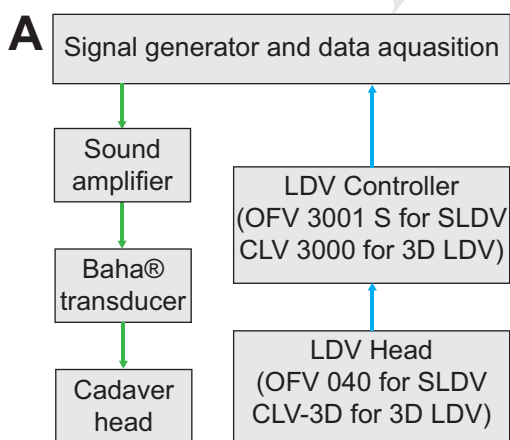 A
Signal generator and data aquasition
Sound
amplifier
Baha®
transducer
Cadaver
head
LDV Controller
(OFV 3001 S for SLDV
CLV 3000 for 3D LDV)
LDV Head
(OFV 040 for SLDV
CLV-3D for 3D LDV)